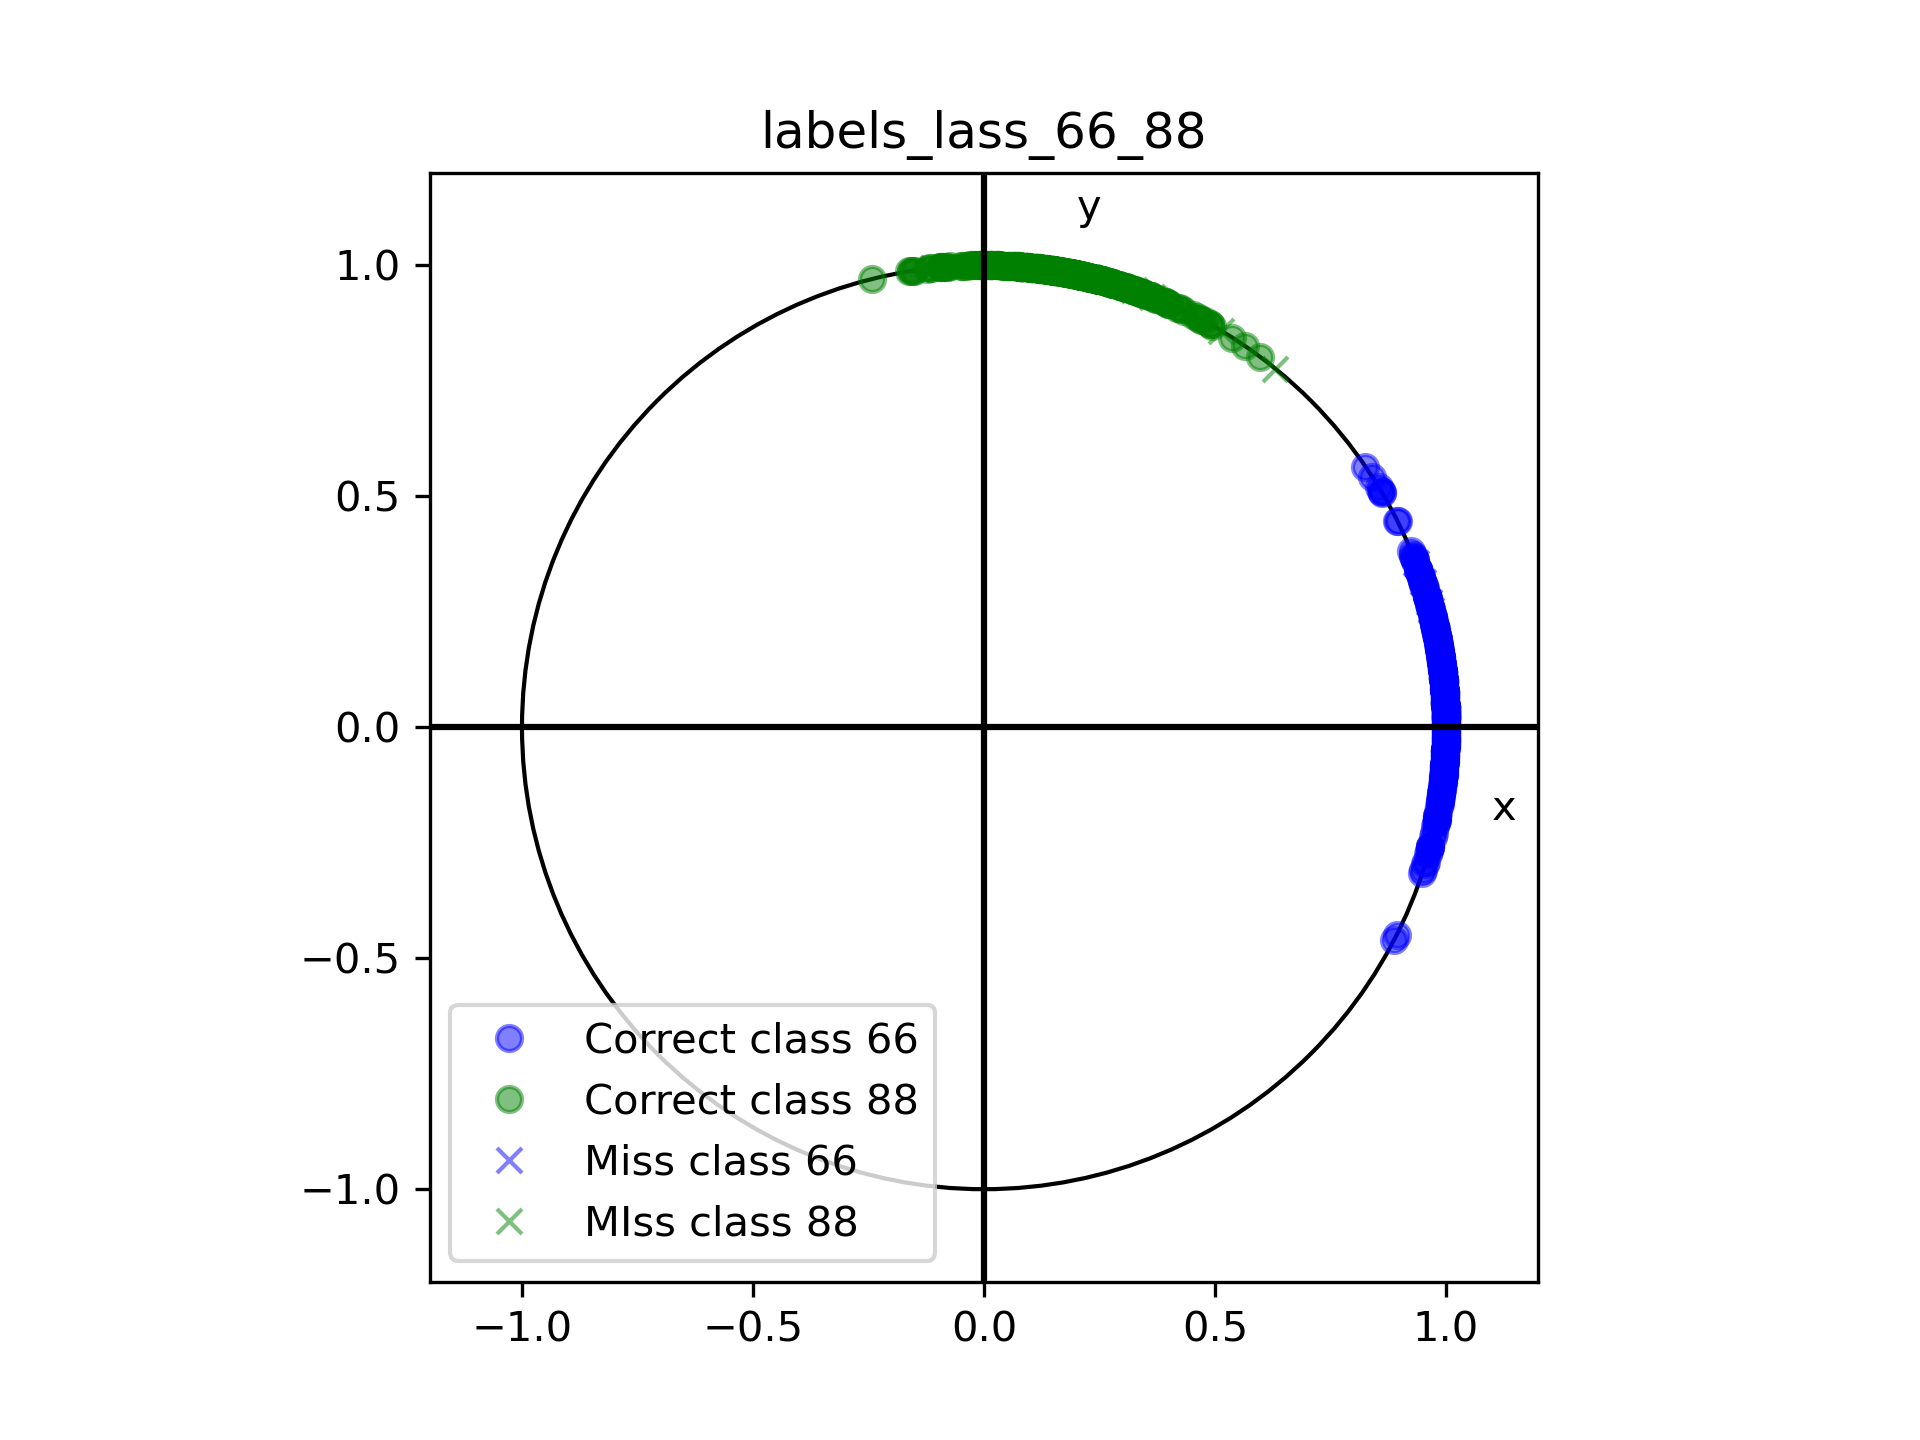 labels_lass_66_88
y
1.0
0.5
0.0
x
−0.5
−1.0
Correct class 66
Correct class 88
Miss class 66
MIss class 88
−1.0 −0.5 0.0 0.5 1.0